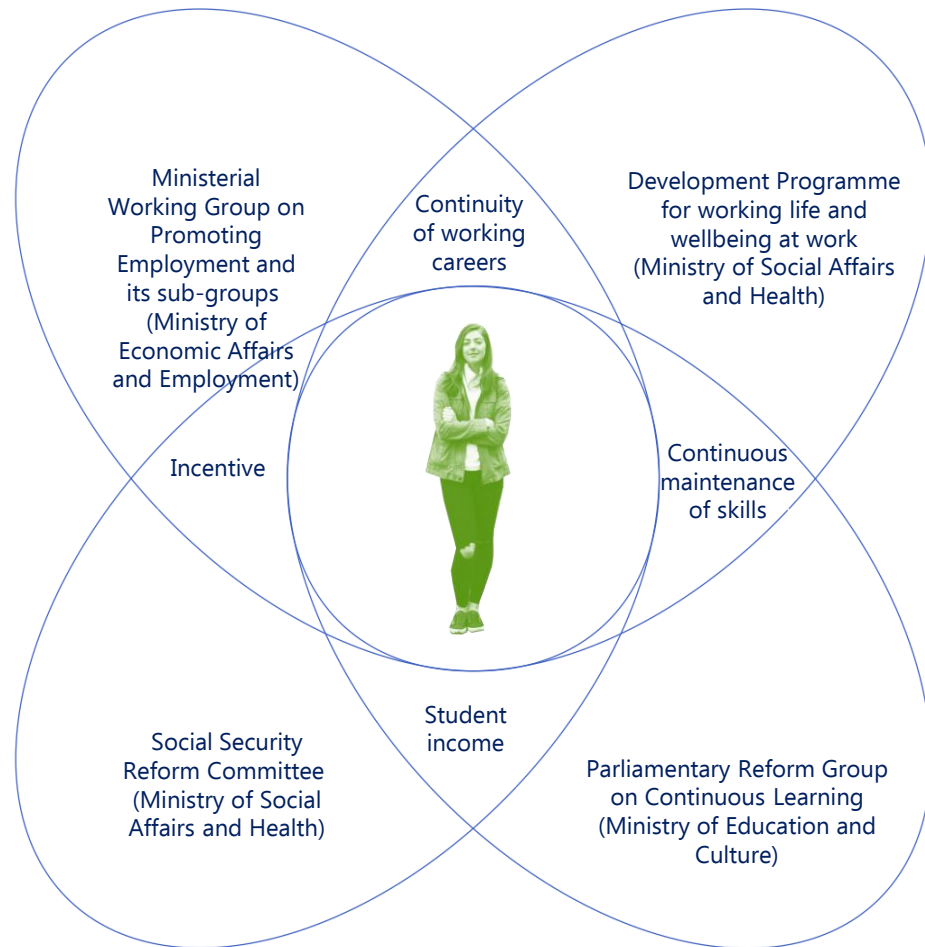 Ministerial
Working Group on
Promoting
Employment and
its sub-groups
(Ministry of
Economic Affairs
and Employment)
Continuity
of working
careers
Development Programme
for working life and
wellbeing at work
(Ministry of Social Affairs
and Health)
Incentive
Continuous
maintenance
of skills
Social Security
Reform Committee
(Ministry of Social
Affairs and Health)
Student
income
Parliamentary Reform Group
on Continuous Learning
(Ministry of Education and
Culture)